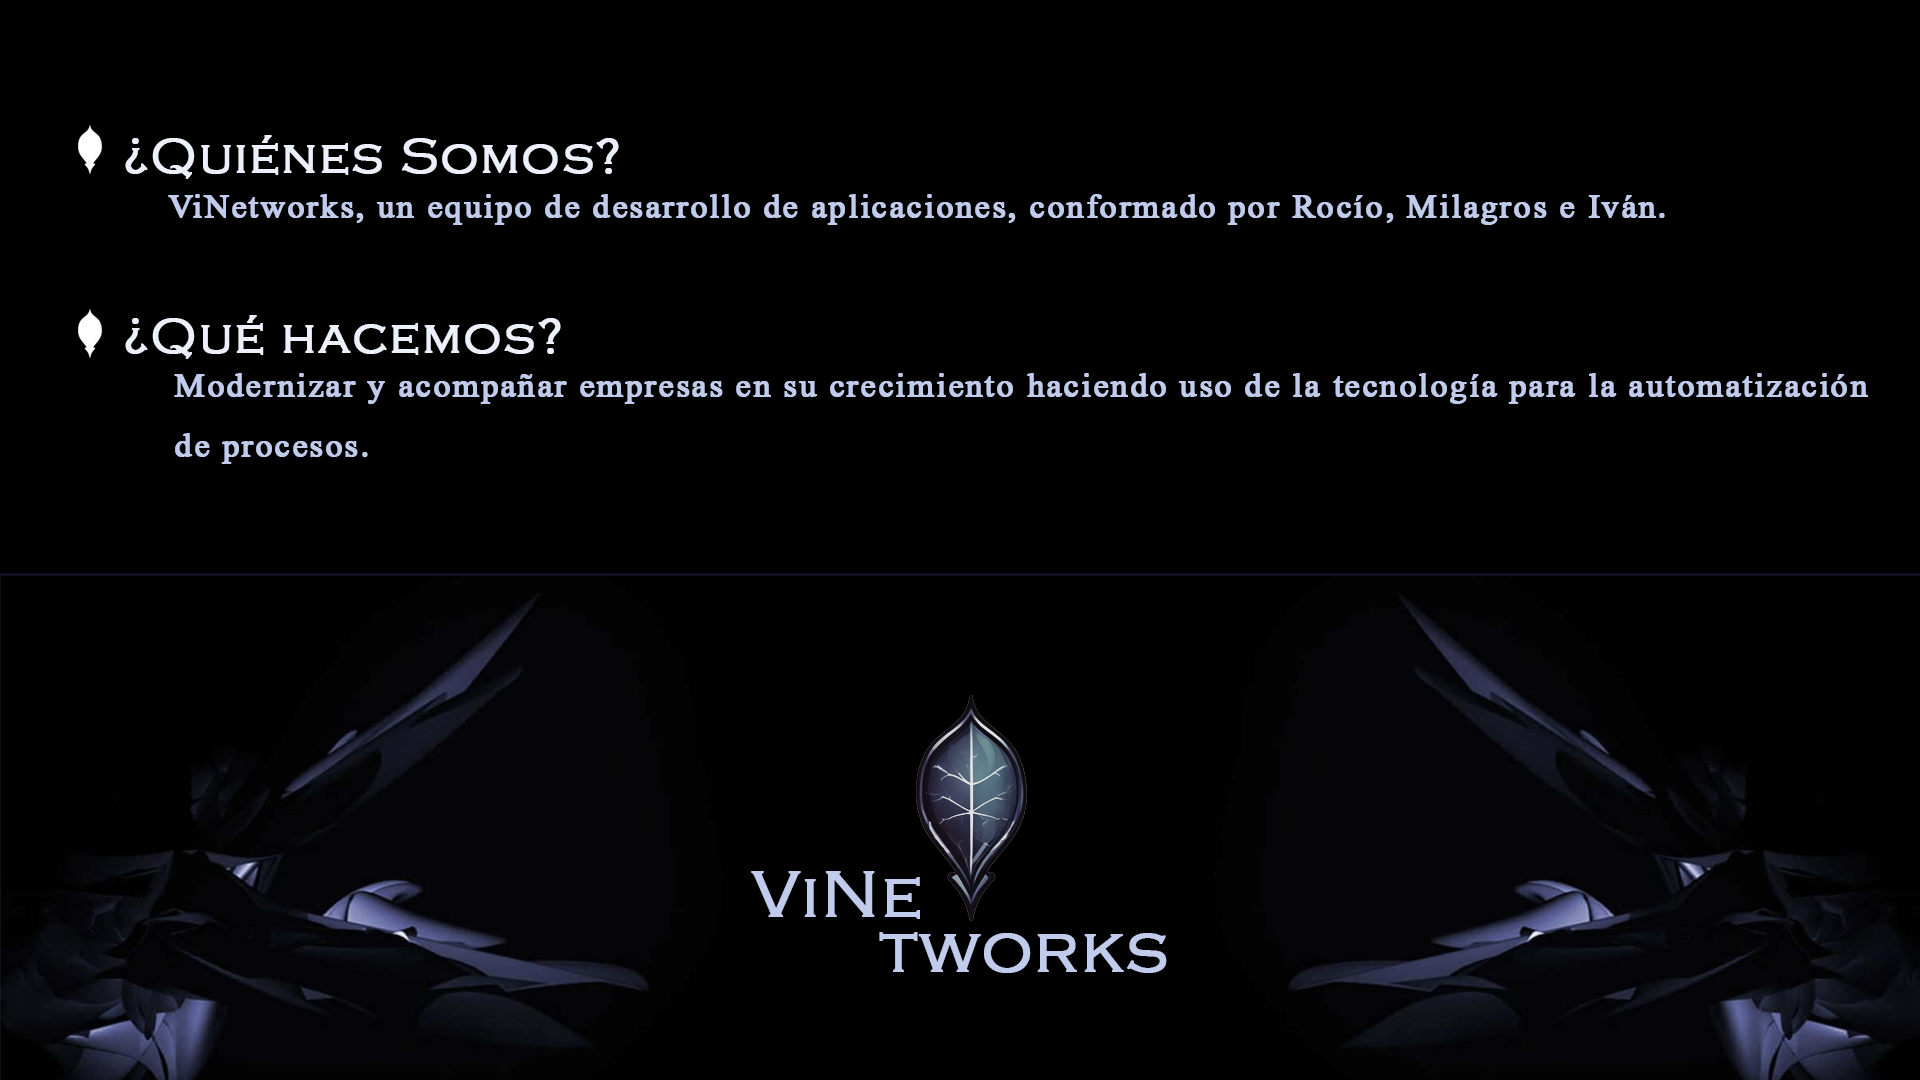 ¿Quiénes Somos?
ViNetworks, un equipo de desarrollo de aplicaciones, conformado por Rocío, Milagros e Iván.
¿Qué hacemos?
Modernizar y acompañar empresas en su crecimiento haciendo uso de la tecnología para la automatización
de procesos.
ViNe
tworks